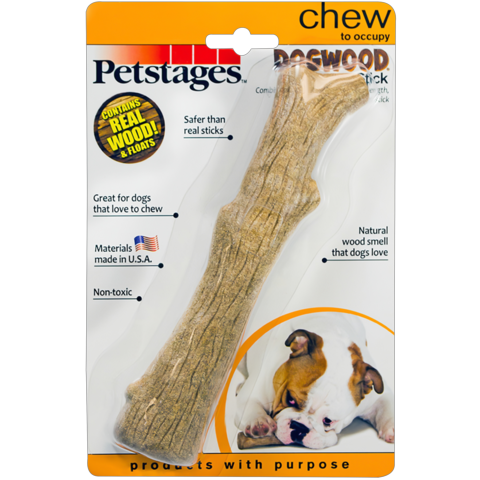 chew
to occupy
Petstages™
DOGWOOD
Stick
CONTAINS
REAL
WOOD!
& FLOATS
Safer than
real sticks
Great for dogs
that love to chew
Materials
made in U.S.A.
Non-toxic
Natural
wood smell
that dogs love
products with purpose